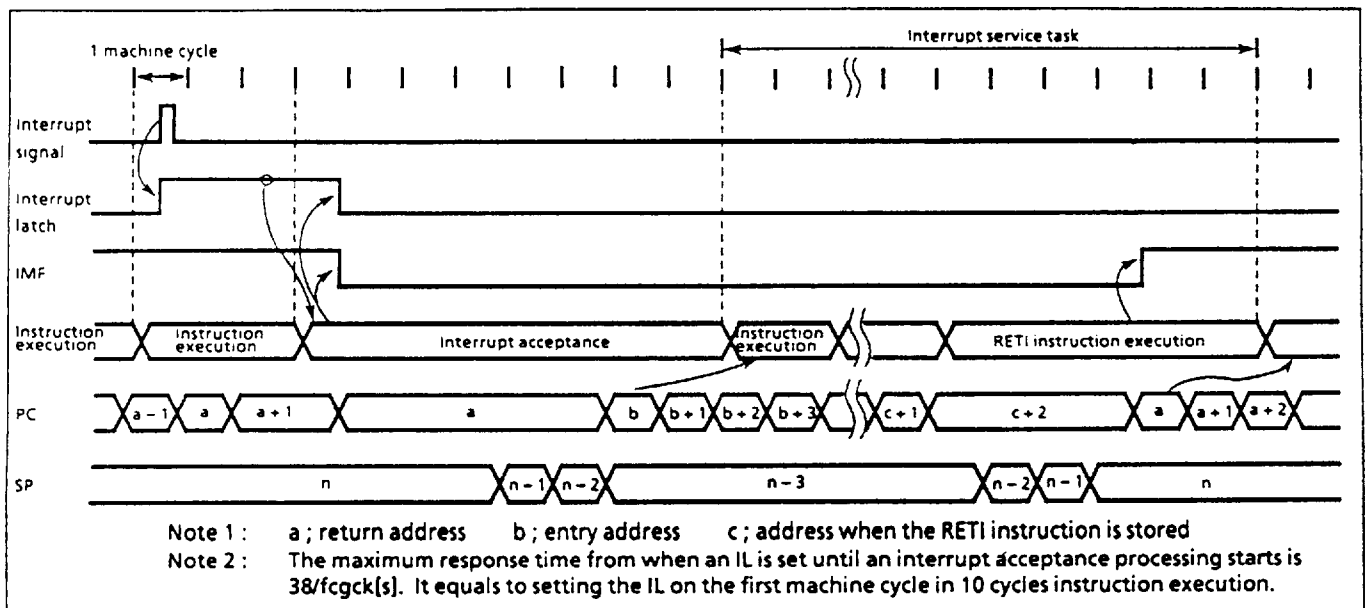 Interrupt service task
1 machine cycle
Interrupt
signal
Interrupt
latch
IMF
Instruction
execution
Instruction
execution
Interrupt acceptance
Instruction
execution
RETI instruction execution
PC
a – 1
a
a + 1
a
b
b + 1
b + 2
b + 3
c + 1
c + 2
a
a + 1
a + 2
SP
n
n – 1
n – 2
n – 3
n – 2
n – 1
n
Note 1 : a ; return address b ; entry address c ; address when the RETI instruction is stored
Note 2 : The maximum response time from when an IL is set until an interrupt acceptance processing starts is
38/fcgck[s]. It equals to setting the IL on the first machine cycle in 10 cycles instruction execution.